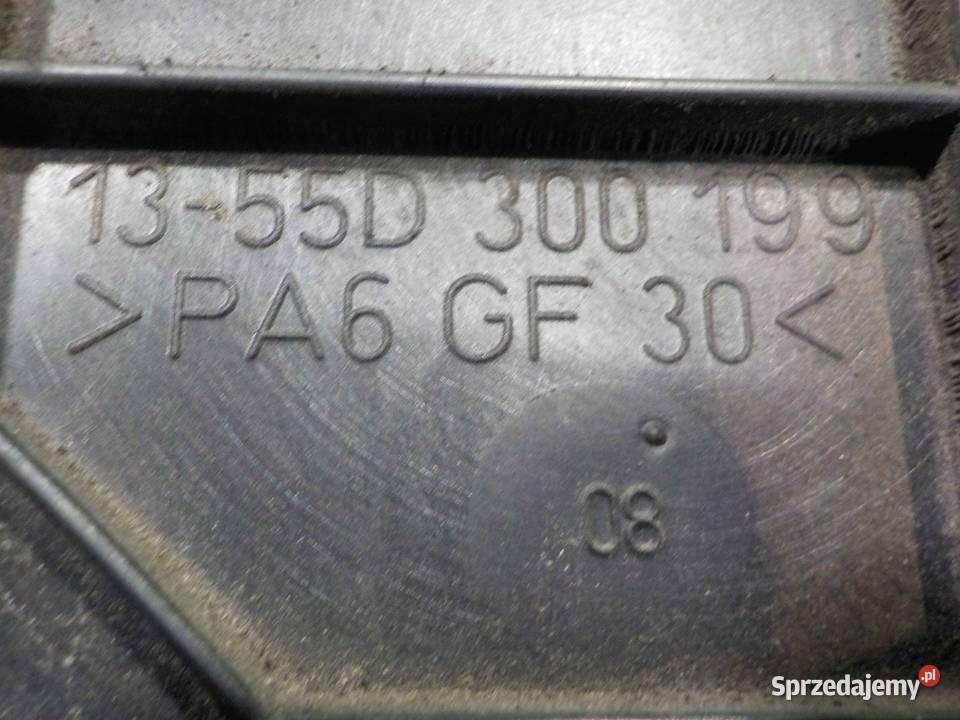 13-55D 300 199
>PA6 GF 30<
08
Sprzedajemy.pl